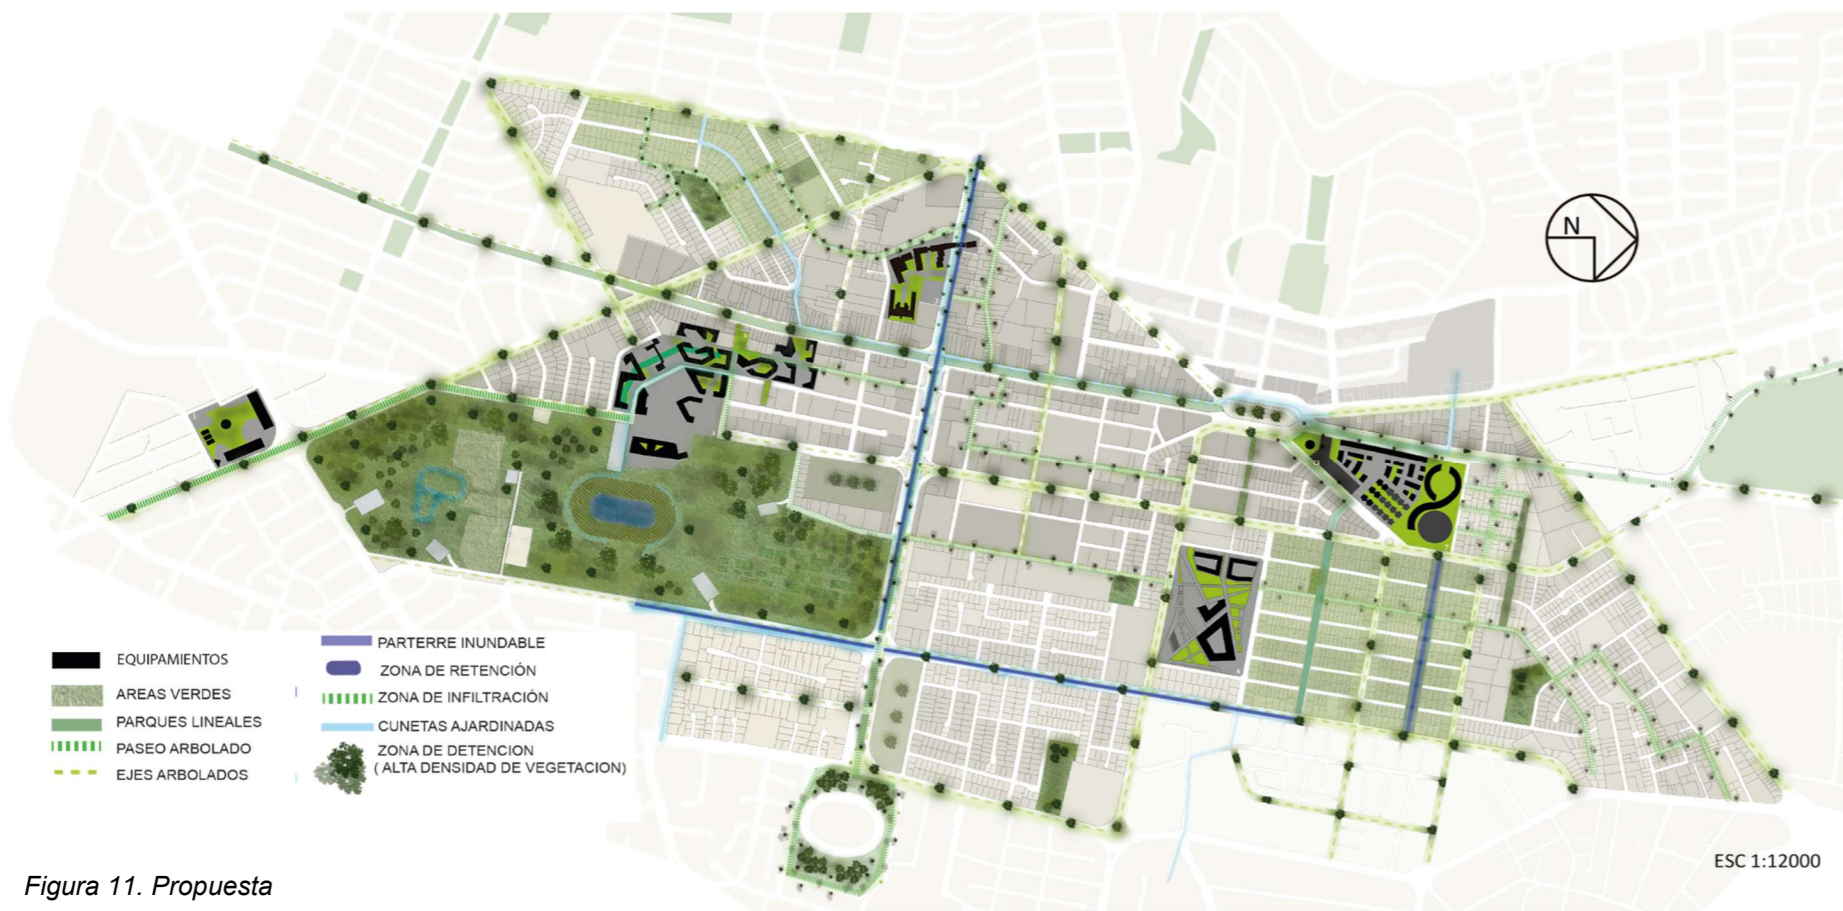 N
EQUIPAMIENTOS
AREAS VERDES
PARQUES LINEALES
PASEO ARBOLADO
EJES ARBOLADOS
PARTERRE INUNDABLE
ZONA DE RETENCIÓN
ZONA DE INFILTRACIÓN
CUNETAS AJARDINADAS
ZONA DE DETENCION
( ALTA DENSIDAD DE VEGETACION)
ESC 1:12000
Figura 11. Propuesta